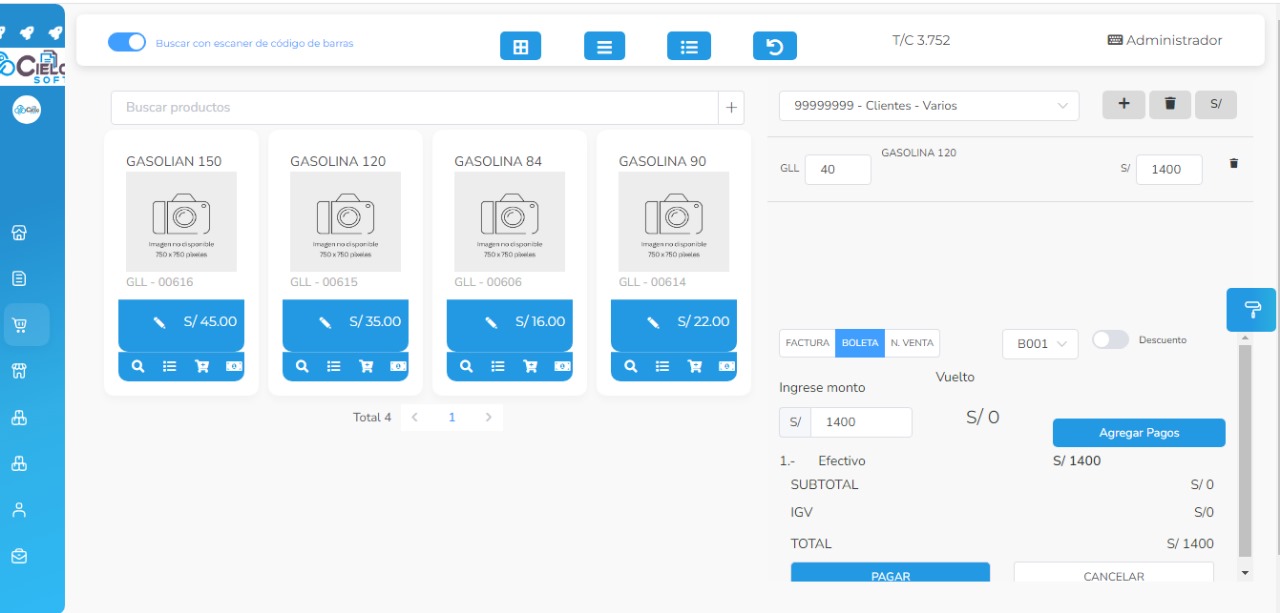 CIELO
SOFT
Buscar con escaner de código de barras
T/C 3.752
Administrador
Buscar productos
+
99999999 - Clientes - Varios
+
S/
GASOLIAN 150
GASOLINA 120
GASOLINA 84
GASOLINA 90
Imagen no disponible
750 x 750 pixeles
Imagen no disponible
750 x 750 pixeles
Imagen no disponible
750 x 750 pixeles
Imagen no disponible
750 x 750 pixeles
GLL - 00616
GLL - 00615
GLL - 00606
GLL - 00614
S/ 45.00
S/ 35.00
S/ 16.00
S/ 22.00
Total 4
1
GLL 40 GASOLINA 120 S/ 1400
FACTURA BOLETA N. VENTA B001 Descuento
Ingrese monto
Vuelto
S/ 1400
S/ 0
Agregar Pagos
1.- Efectivo S/ 1400
SUBTOTAL S/ 0
IGV S/0
TOTAL S/ 1400
PAGAR CANCELAR